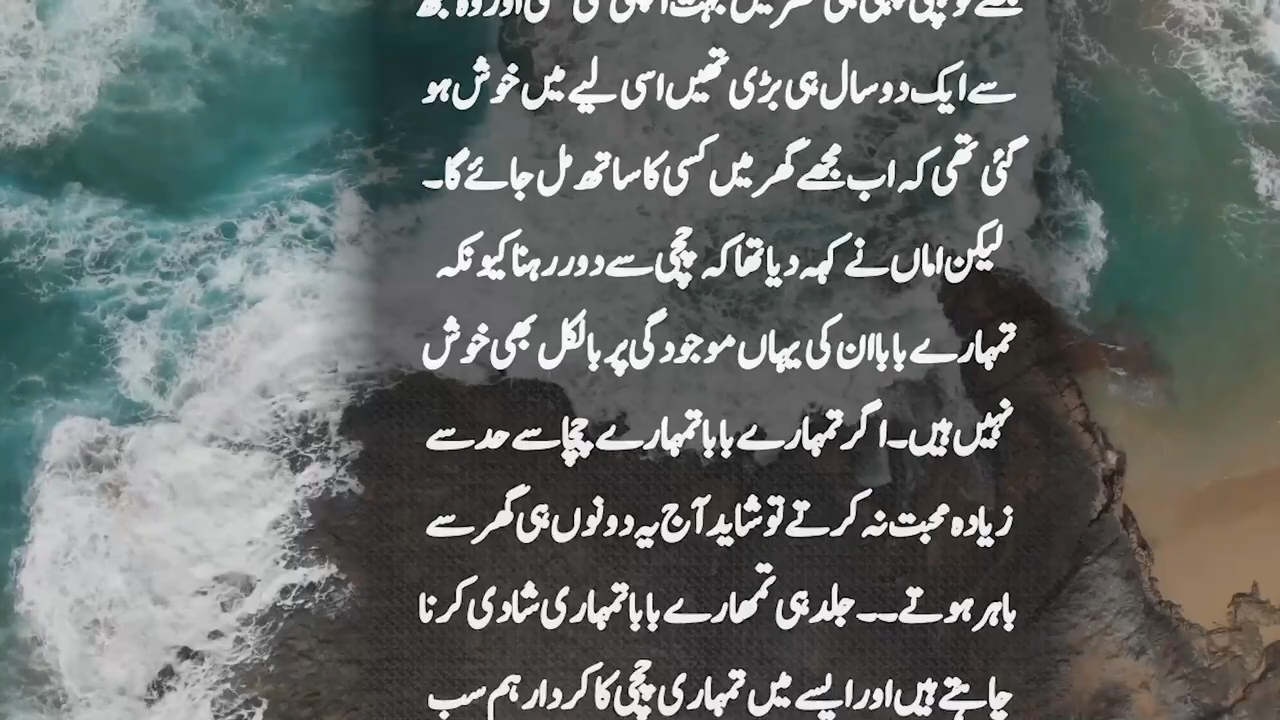 سے ایک دو سال ہی بڑی تھیں اسی لیے میں خوش ہو
گئی تھی کہ اب مجھے گھر میں کسی کا ساتھ مل جائے گا۔
لیکن اماں نے کہہ دیا تھا کہ چچی سے دور رہنا کیونکہ
تمہارے بابا ان کی یہاں موجودگی پر بالکل بھی خوش
نہیں ہیں۔ اگر تمہارے بابا تمہارے چچا سے حد سے
زیادہ محبت نہ کرتے تو شاید آج یہ دونوں ہی گھر سے
باہر ہوتے۔۔ جلد ہی تمھارے بابا تمہاری شادی کرنا
چاہتے ہیں اور ایسے میں تمہاری چچی کا کردار ہم سب